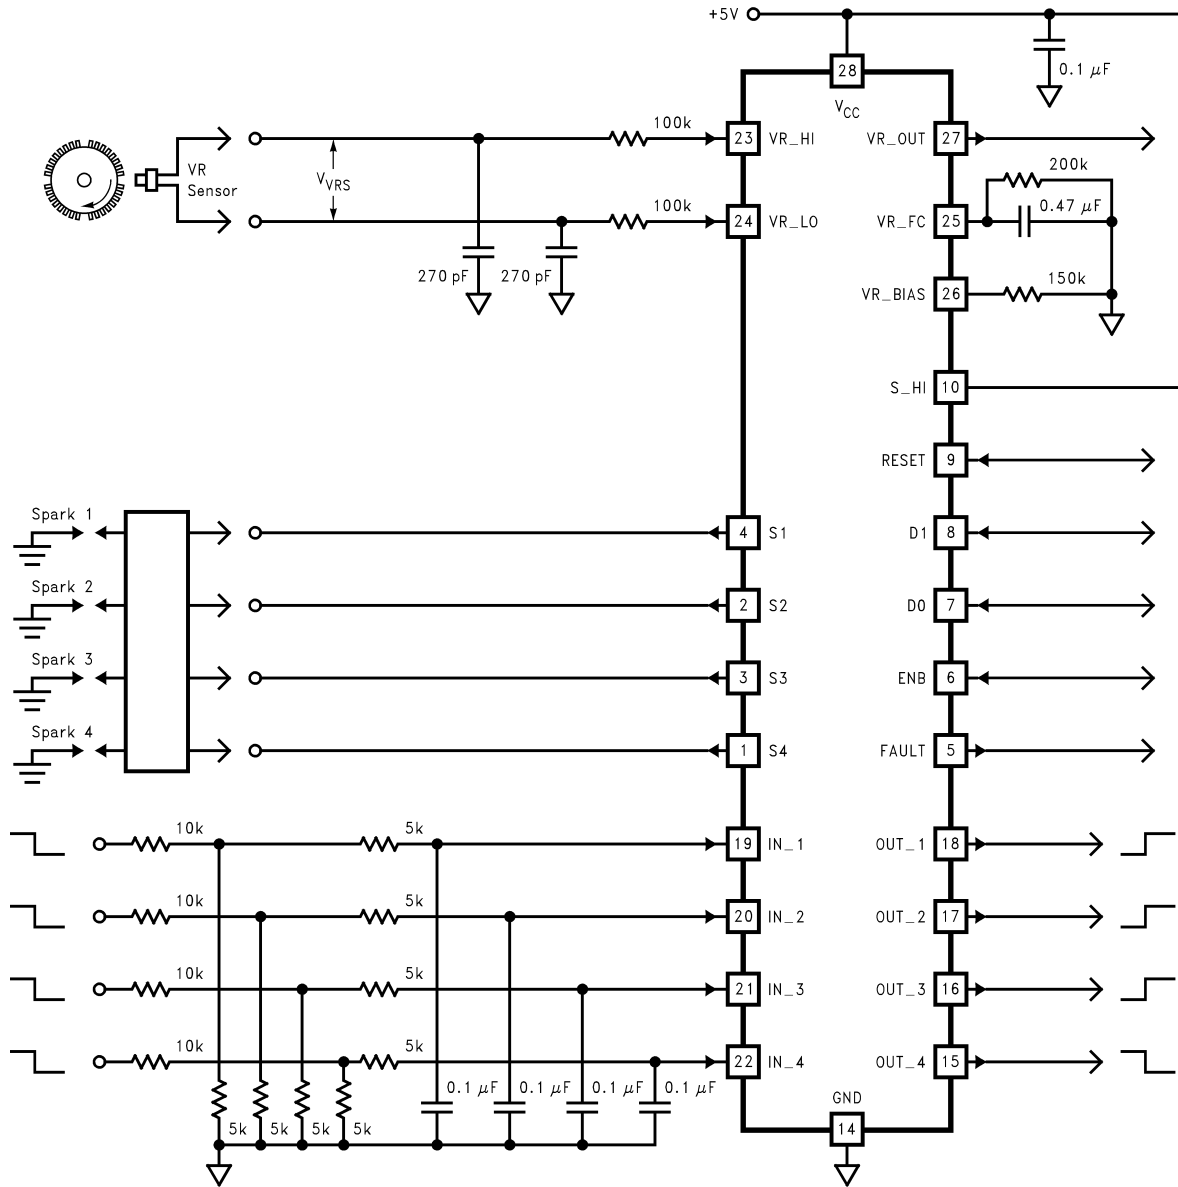 +5V
28
0.1 μF
VCC
100k
23 VR_HI
VR_OUT 27
VR
Sensor
VVRS
200k
0.47 μF
100k
24 VR_LO
VR_FC 25
270 pF 270 pF
150k
VR_BIAS 26
S_HI 10
RESET 9
Spark 1
4 S1
D1 8
Spark 2
2 S2
D0 7
Spark 3
3 S3
ENB 6
Spark 4
1 S4
FAULT 5
10k 5k
19 IN_1
OUT_1 18
10k 5k
20 IN_2
OUT_2 17
10k 5k
21 IN_3
OUT_3 16
10k 5k
22 IN_4
OUT_4 15
0.1 μF 0.1 μF 0.1 μF 0.1 μF
GND
5k 5k 5k 5k
14